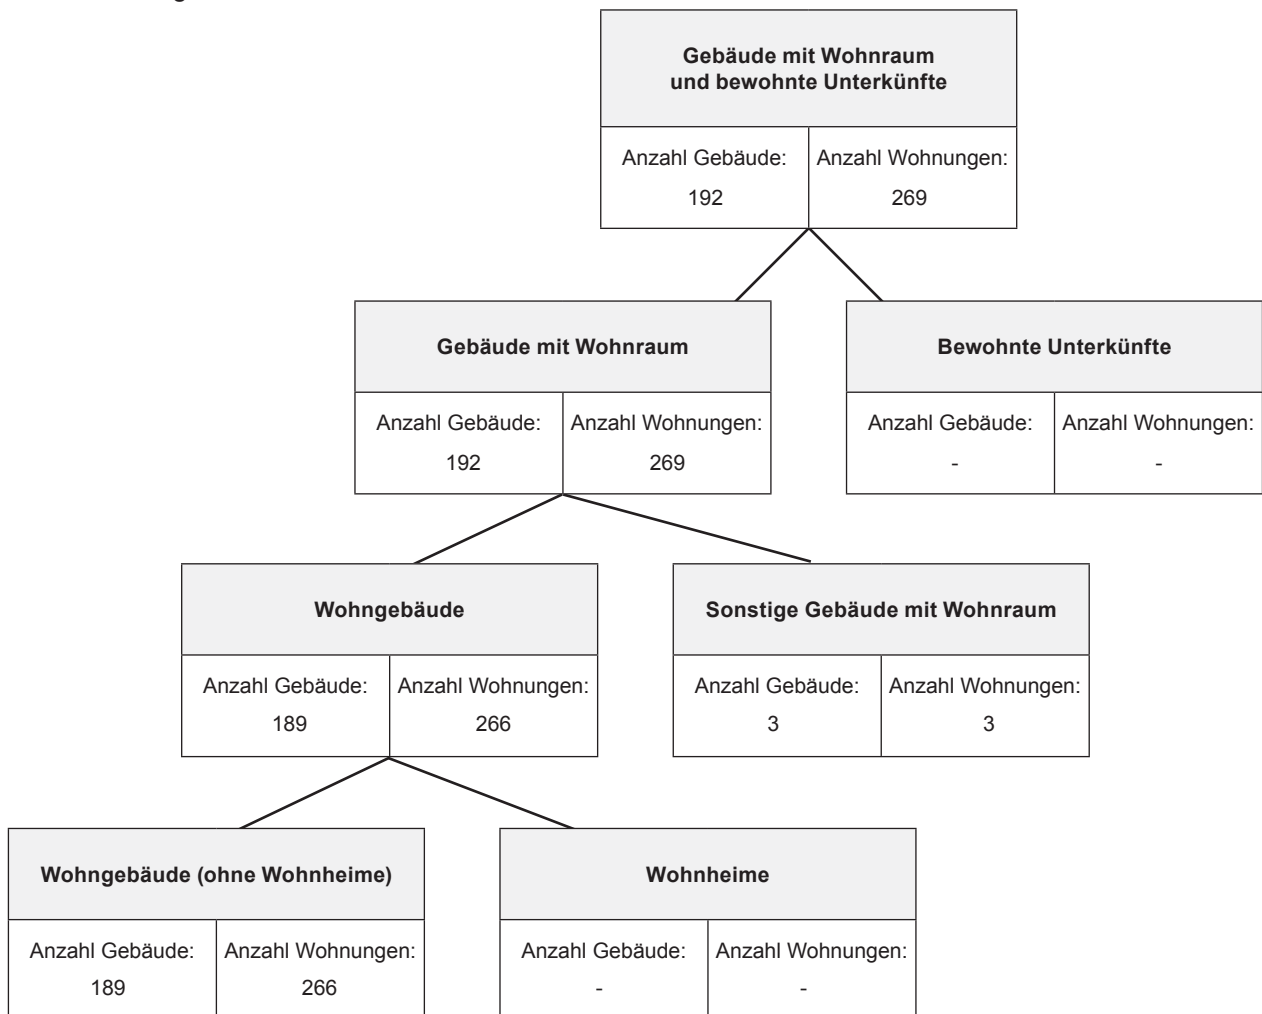 Gebäude mit Wohnraum
und bewohnte Unterkünfte
Anzahl Gebäude: Anzahl Wohnungen:
192 269
Gebäude mit Wohnraum
Anzahl Gebäude: Anzahl Wohnungen:
192 269
Bewohnte Unterkünfte
Anzahl Gebäude: Anzahl Wohnungen:
- -
Wohngebäude
Anzahl Gebäude: Anzahl Wohnungen:
189 266
Sonstige Gebäude mit Wohnraum
Anzahl Gebäude: Anzahl Wohnungen:
3 3
Wohngebäude (ohne Wohnheime)
Anzahl Gebäude: Anzahl Wohnungen:
189 266
Wohnheime
Anzahl Gebäude: Anzahl Wohnungen:
- -